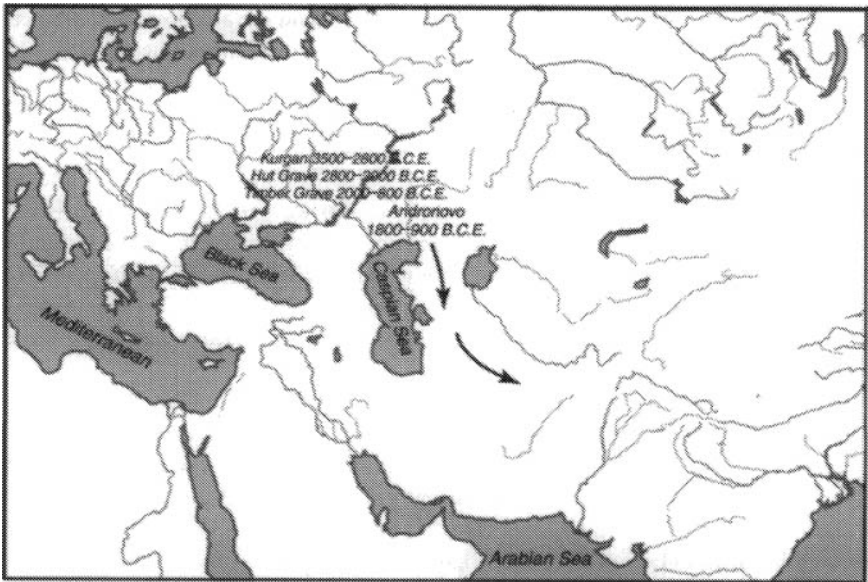 Kurgan 3500-2800 B.C.E.
Hut Grave 2800-2000 B.C.E.
Timber Grave 2000-800 B.C.E.
Andronovo
1800-900 B.C.E.
Black Sea
Caspian Sea
Mediterranean
Arabian Sea